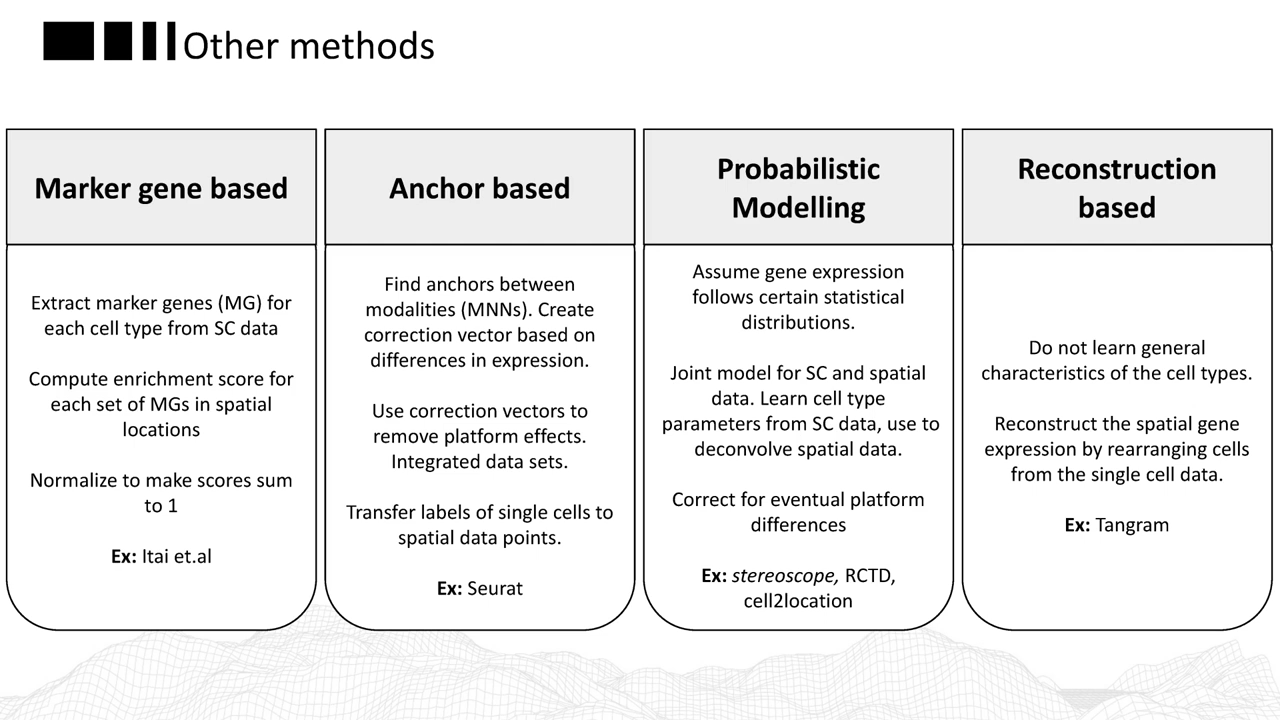 Other methods
Marker gene based
Extract marker genes (MG) for
each cell type from SC data
Compute enrichment score for
each set of MGs in spatial
locations
Normalize to make scores sum
to 1
Ex: Itai et.al
Anchor based
Find anchors between
modalities (MNNs). Create
correction vector based on
differences in expression.
Use correction vectors to
remove platform effects.
Integrated data sets.
Transfer labels of single cells to
spatial data points.
Ex: Seurat
Probabilistic
Modelling
Assume gene expression
follows certain statistical
distributions.
Joint model for SC and spatial
data. Learn cell type
parameters from SC data, use to
deconvolve spatial data.
Correct for eventual platform
differences
Ex: stereoscope, RCTD,
cell2location
Reconstruction
based
Do not learn general
characteristics of the cell types.
Reconstruct the spatial gene
expression by rearranging cells
from the single cell data.
Ex: Tangram